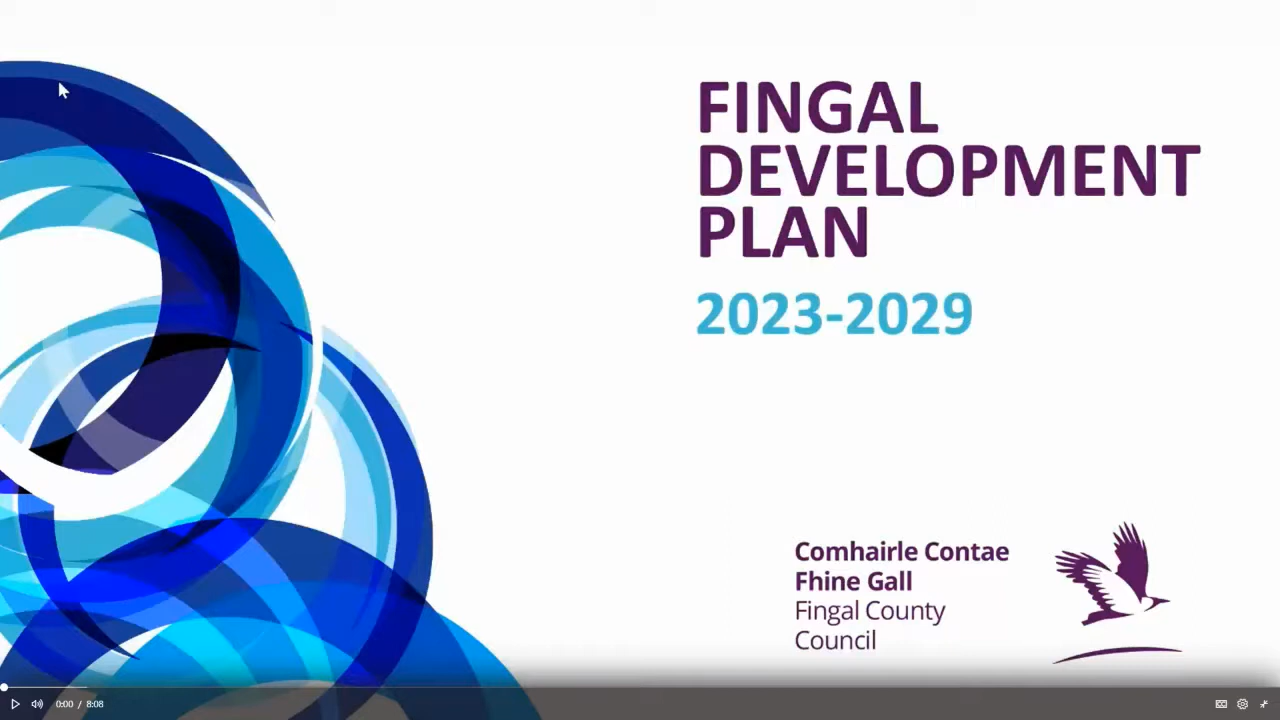 FINGAL
DEVELOPMENT
PLAN
2023-2029
Comhairle Contae
Fhine Gall
Fingal County
Council
0:00 / 8:08